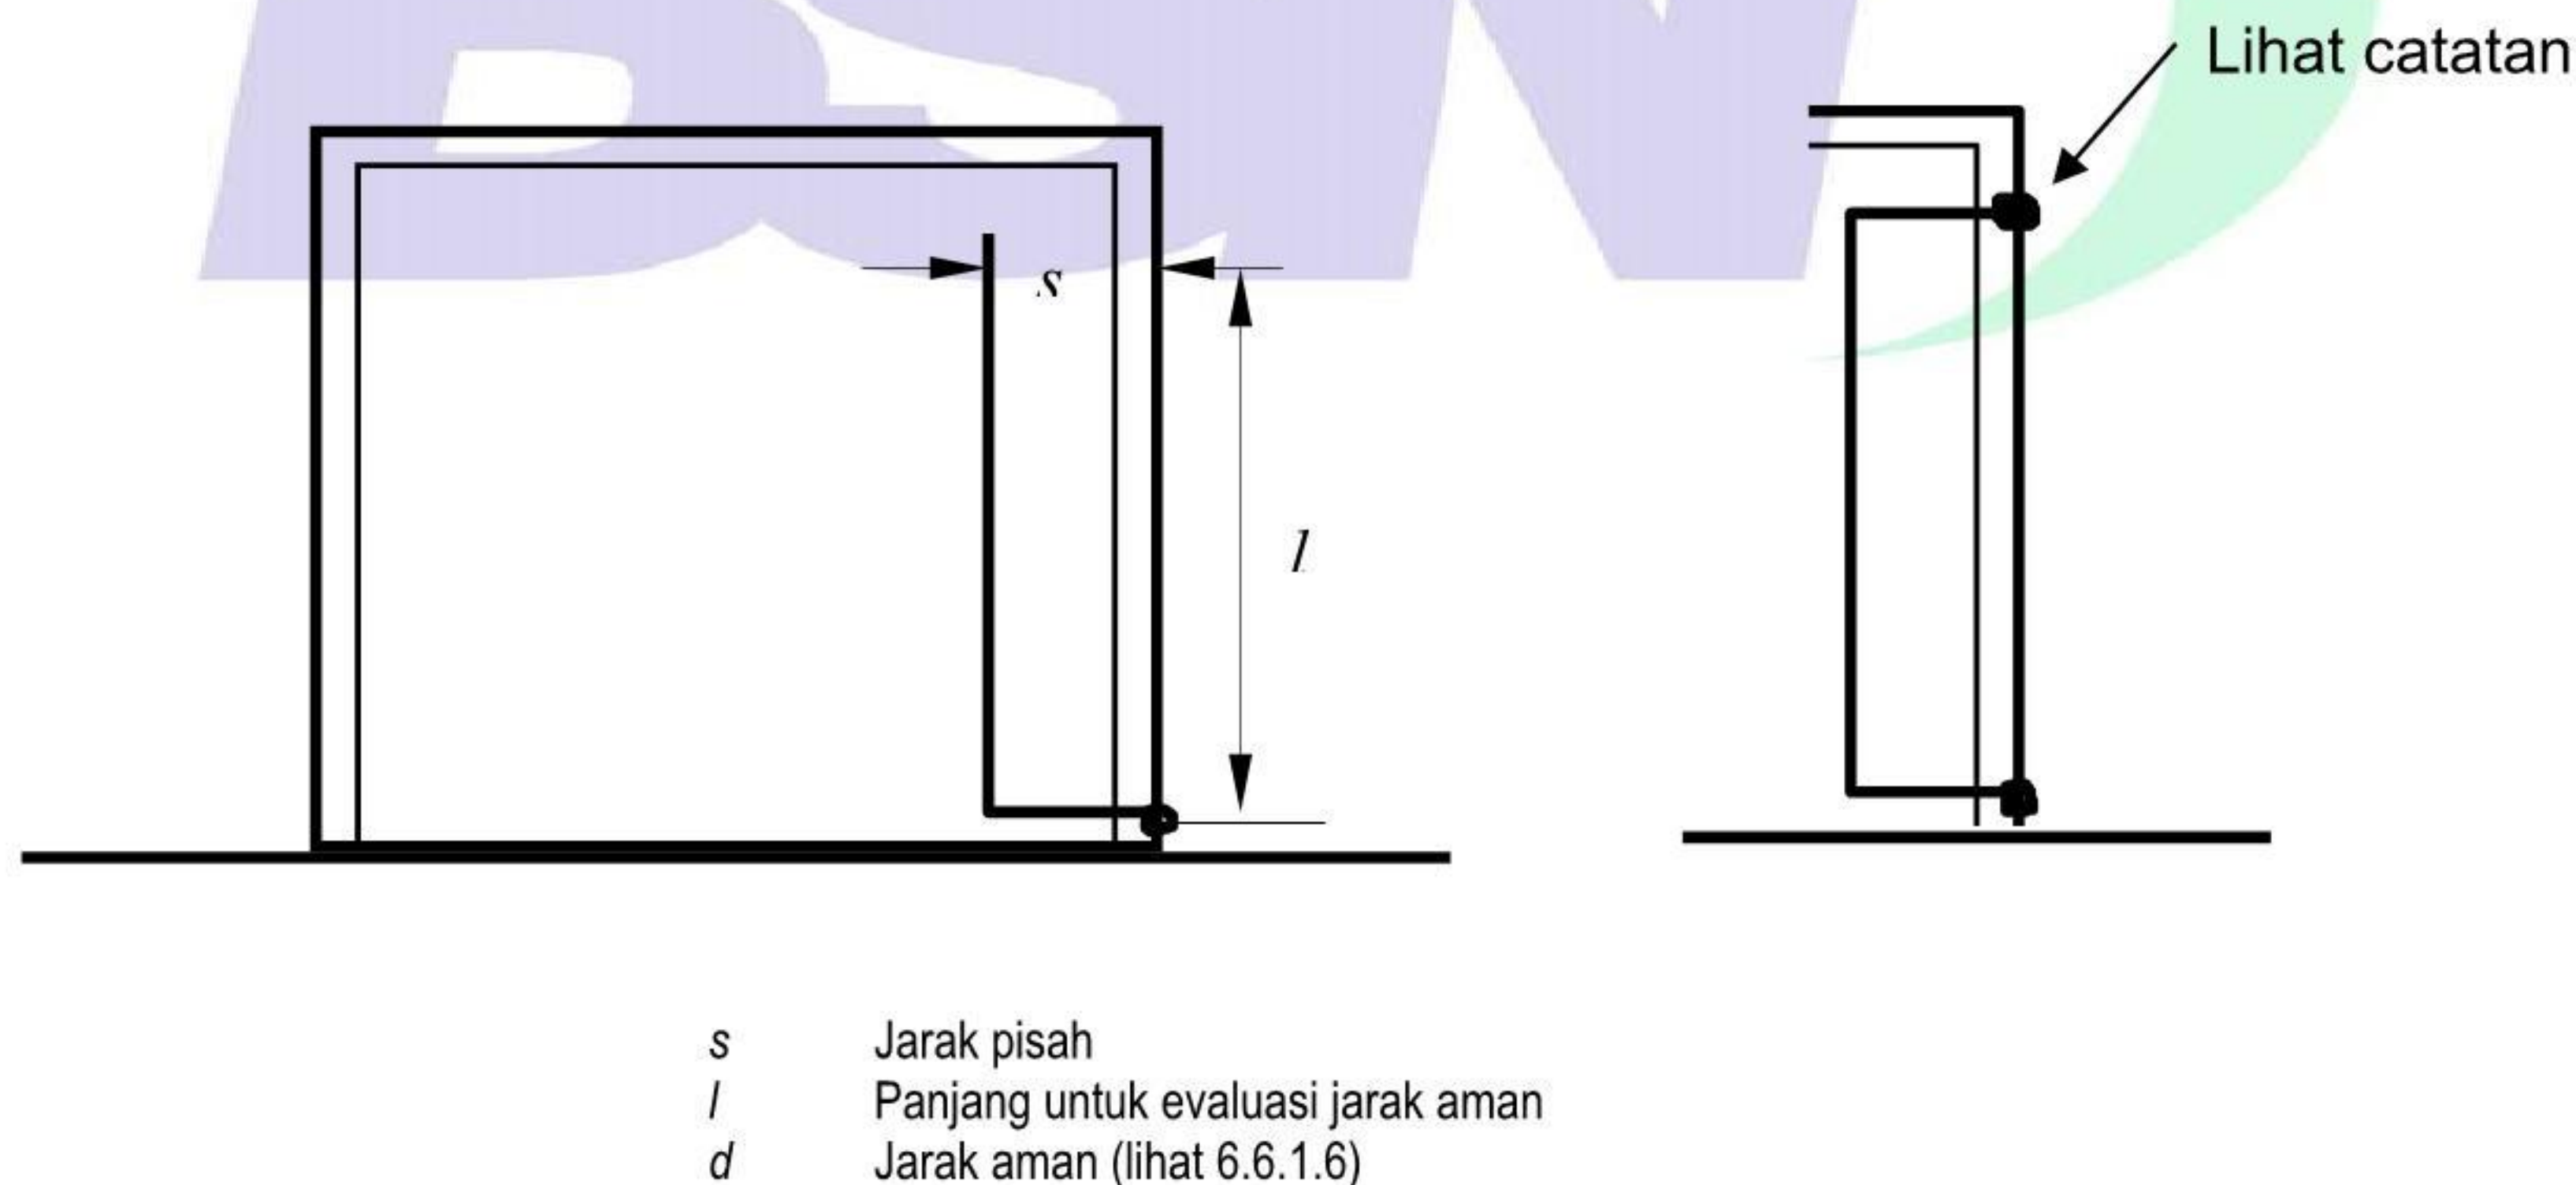 Lihat catatan
s
l
s Jarak pisah
l Panjang untuk evaluasi jarak aman
d Jarak aman (lihat 6.6.1.6)